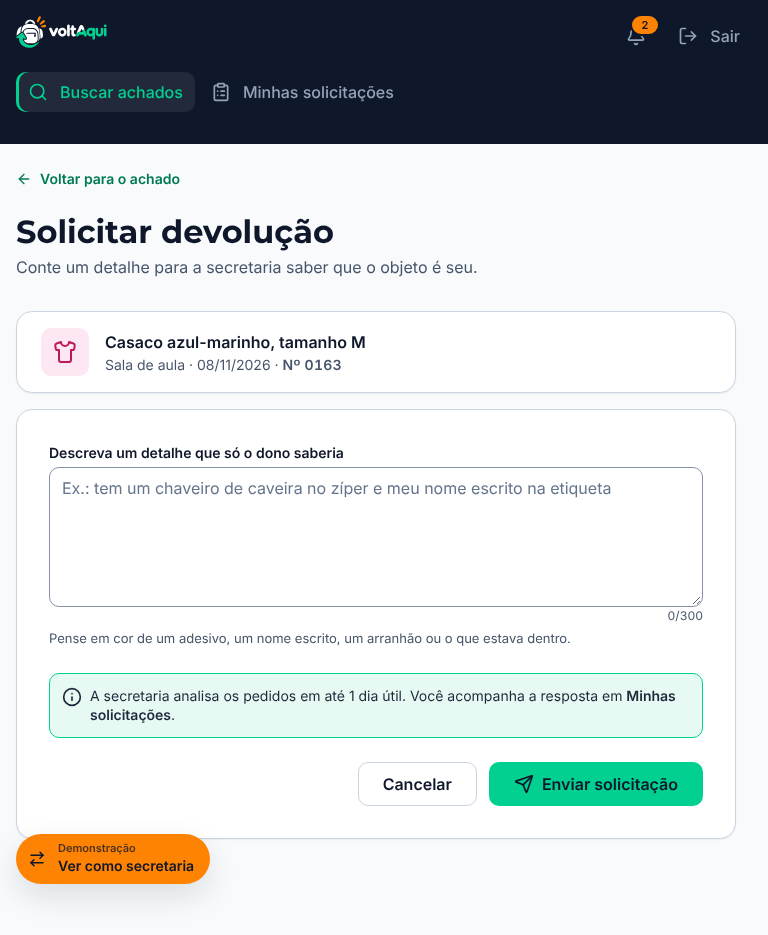 voltAqui
2
Sair
Buscar achados
Minhas solicitações
Voltar para o achado
Solicitar devolução
Conte um detalhe para a secretaria saber que o objeto é seu.
Casaco azul-marinho, tamanho M
Sala de aula · 08/11/2026 · Nº 0163
Descreva um detalhe que só o dono saberia
Ex.: tem um chaveiro de caveira no zíper e meu nome escrito na etiqueta
0/300
Pense em cor de um adesivo, um nome escrito, um arranhão ou o que estava dentro.
A secretaria analisa os pedidos em até 1 dia útil. Você acompanha a resposta em Minhas
solicitações.
Cancelar
Enviar solicitação
Demonstração
Ver como secretaria